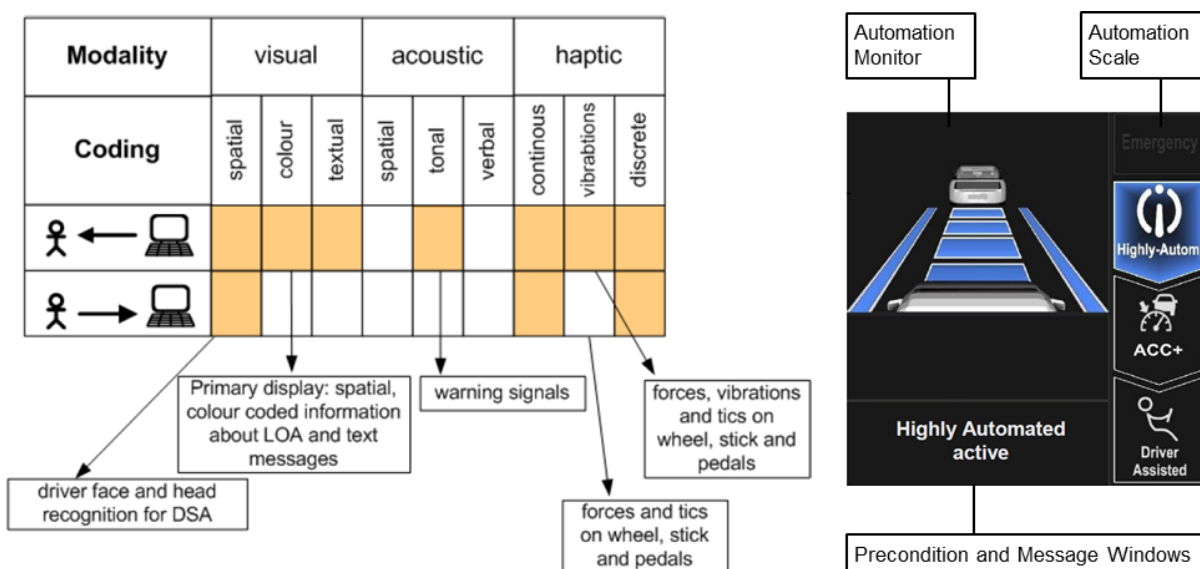 Modality
visual
acoustic
haptic
Coding
spatial
colour
textual
spatial
tonal
verbal
continous
vibrabtions
discrete
Primary display: spatial,
colour coded information
about LOA and text
messages
warning signals
forces, vibrations
and tics on
wheel, stick and
pedals
driver face and head
recognition for DSA
forces and tics
on wheel, stick
and pedals
Automation
Monitor
Automation
Scale
Emergency
Highly-Autom
ACC+
Driver
Assisted
Highly Automated
active
Precondition and Message Windows